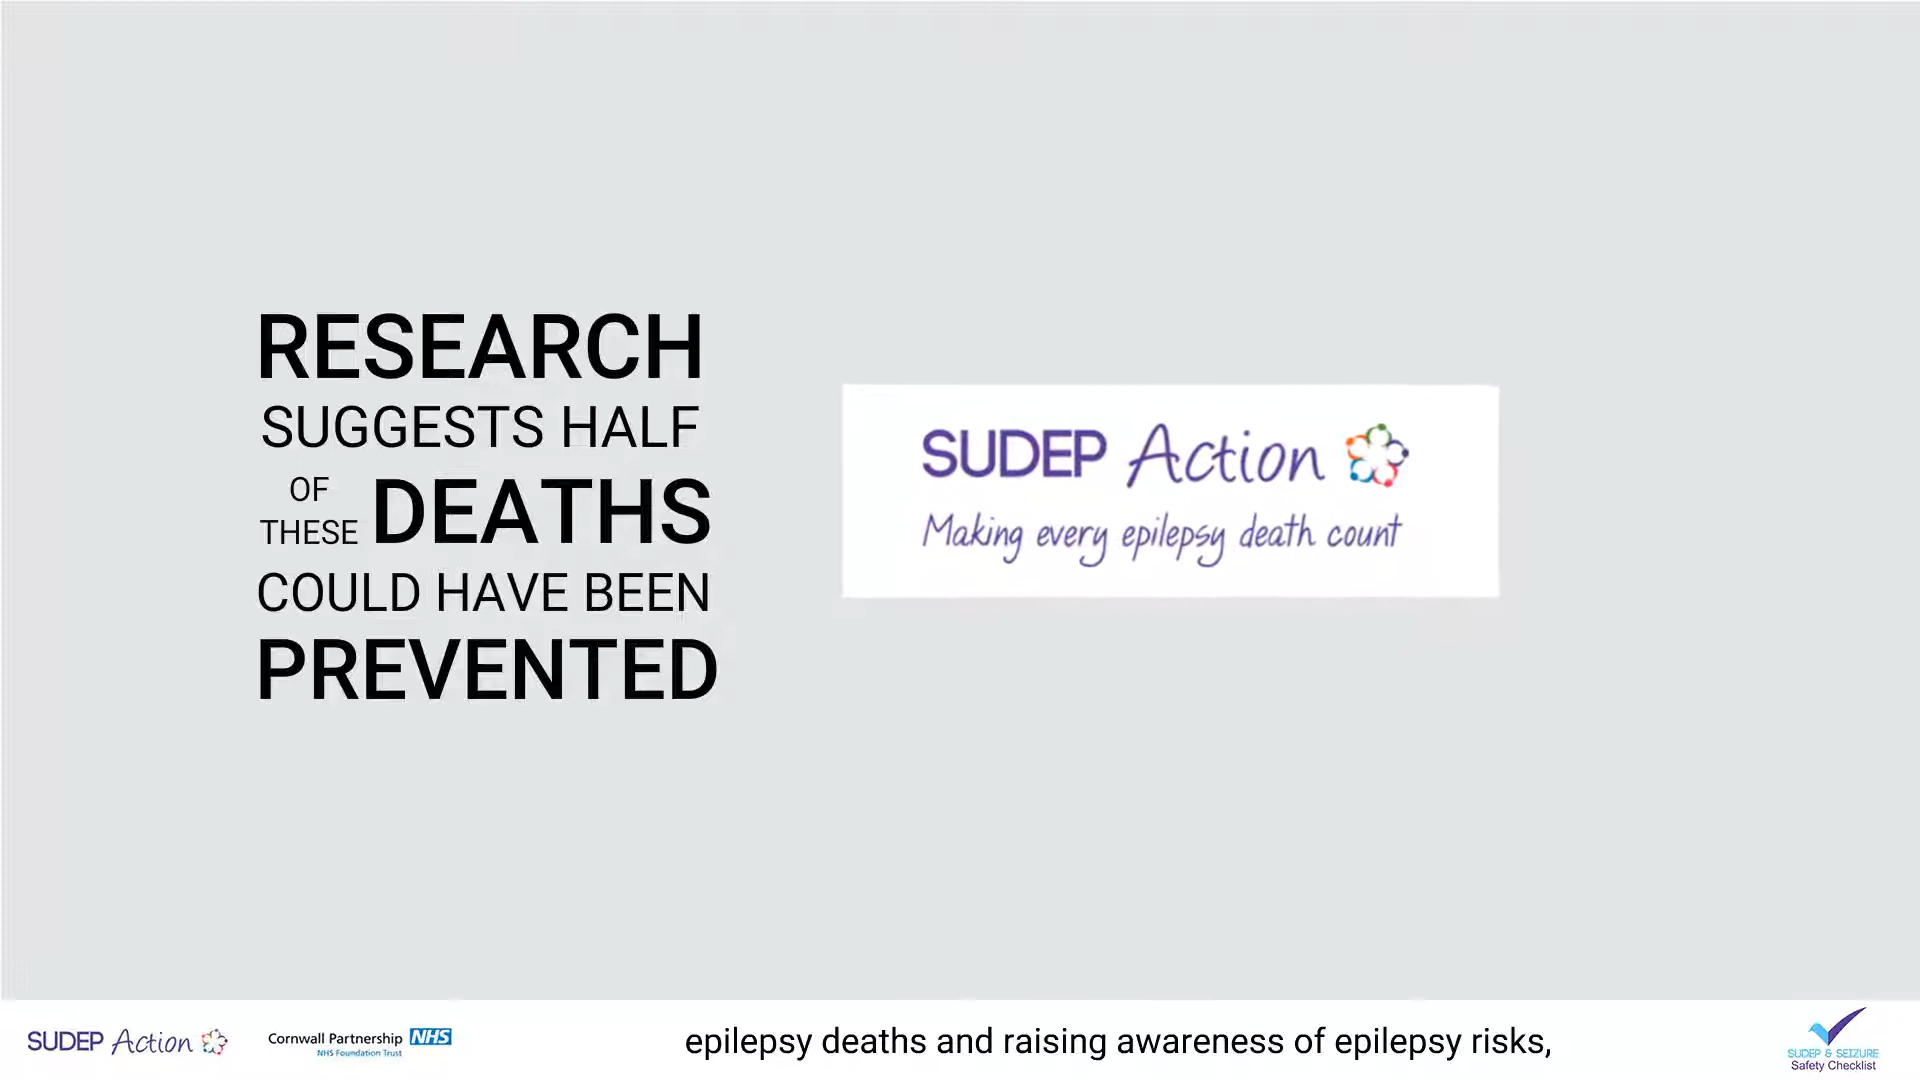 RESEARCH
SUGGESTS HALF
OF
THESE DEATHS
COULD HAVE BEEN
PREVENTED
SUDEP Action
Making every epilepsy death count
SUDEP Action
Cornwall Partnership NHS
NHS Foundation Trust
epilepsy deaths and raising awareness of epilepsy risks,
SUDEP & SEIZURE
Safety Checklist